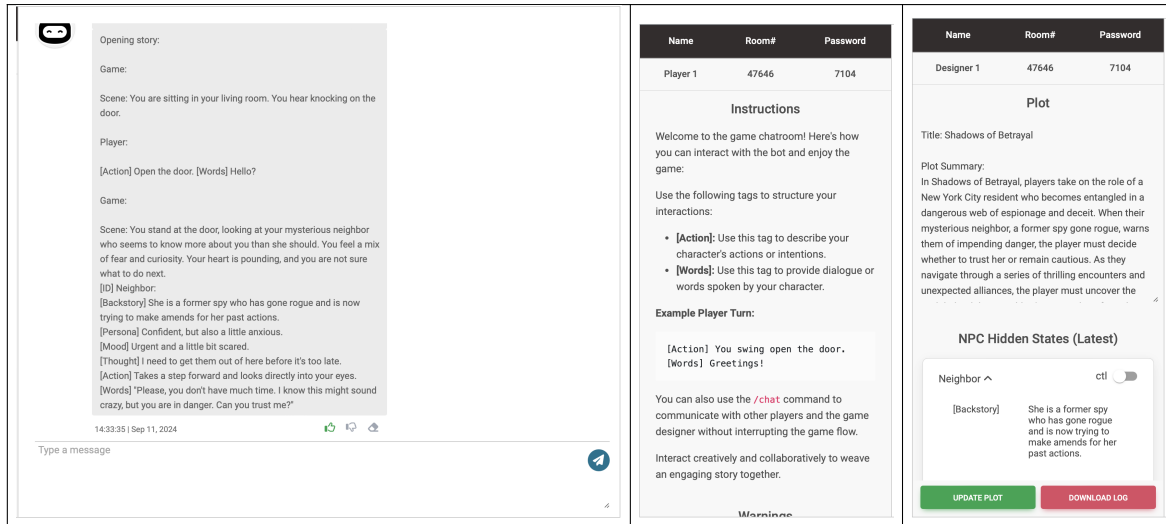 Opening story:
Game:
Scene: You are sitting in your living room. You hear knocking on the
door.
Player:
[Action] Open the door. [Words] Hello?
Game:
Scene: You stand at the door, looking at your mysterious neighbor
who seems to know more about you than she should. You feel a mix
of fear and curiosity. Your heart is pounding, and you are not sure
what to do next.
[ID] Neighbor:
[Backstory] She is a former spy who has gone rogue and is now
trying to make amends for her past actions.
[Persona] Confident, but also a little anxious.
[Mood] Urgent and a little bit scared.
[Thought] I need to get them out of here before it's too late.
[Action] Takes a step forward and looks directly into your eyes.
[Words] "Please, you don't have much time. I know this might sound
crazy, but you are in danger. Can you trust me?"
14:33:35 | Sep 11, 2024
Type a message
Name Room# Password
Player 1 47646 7104
Instructions
Welcome to the game chatroom! Here's how
you can interact with the bot and enjoy the
game:
Use the following tags to structure your
interactions:
• [Action]: Use this tag to describe your
character's actions or intentions.
• [Words]: Use this tag to provide dialogue or
words spoken by your character.
Example Player Turn:
[Action] You swing open the door.
[Words] Greetings!
You can also use the /chat command to
communicate with other players and the game
designer without interrupting the game flow.
Interact creatively and collaboratively to weave
an engaging story together.
Warnings
Name Room# Password
Designer 1 47646 7104
Plot
Title: Shadows of Betrayal
Plot Summary:
In Shadows of Betrayal, players take on the role of a
New York City resident who becomes entangled in a
dangerous web of espionage and deceit. When their
mysterious neighbor, a former spy gone rogue, warns
them of impending danger, the player must decide
whether to trust her or remain cautious. As they
navigate through a series of thrilling encounters and
unexpected alliances, the player must uncover the
NPC Hidden States (Latest)
Neighbor ctl
[Backstory] She is a former spy
who has gone rogue
and is now trying to
make amends for her
past actions.
UPDATE PLOT DOWNLOAD LOG